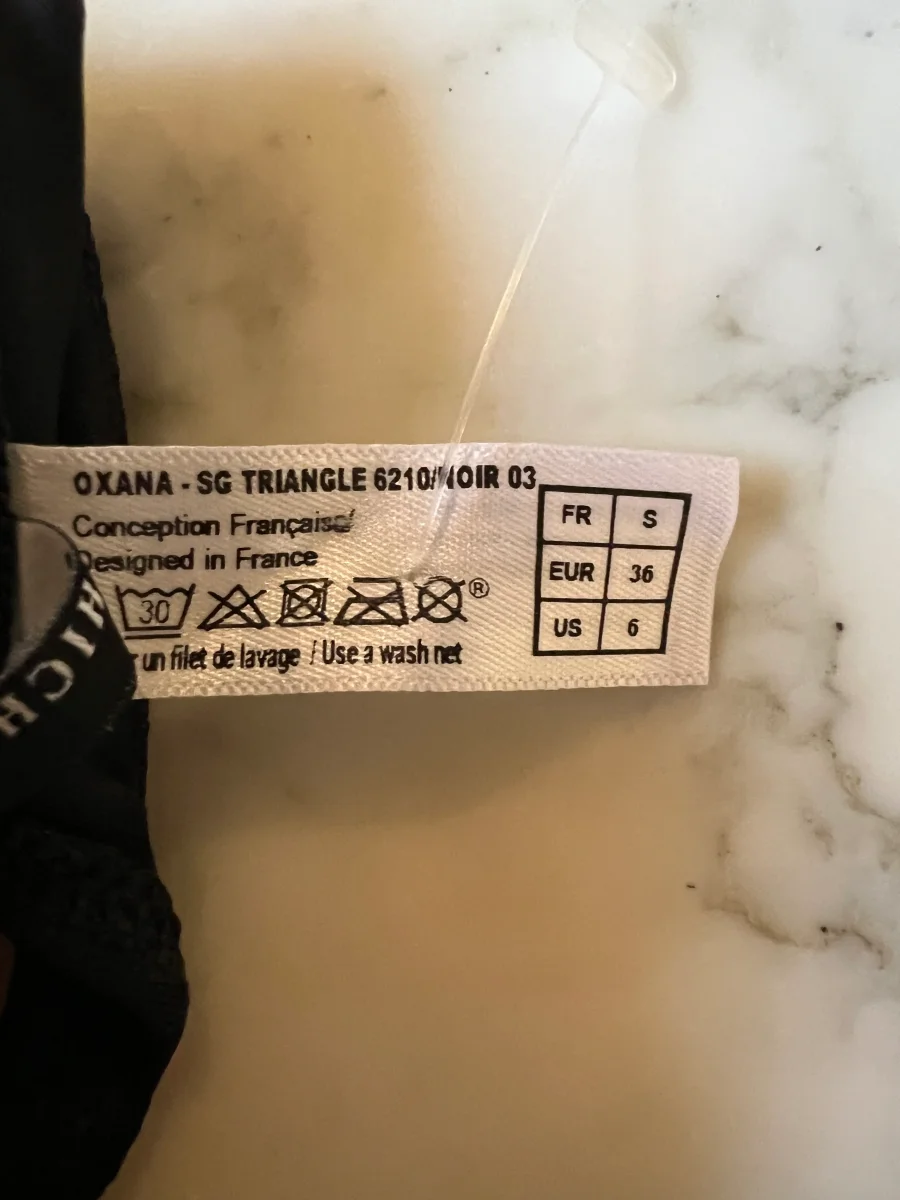 OXANA - SG TRIANGLE 6210/NOIR 03
Conception Française
Designed in France
30
®
un filet de lavage / Use a wash net
FR S
EUR 36
US 6
HICH